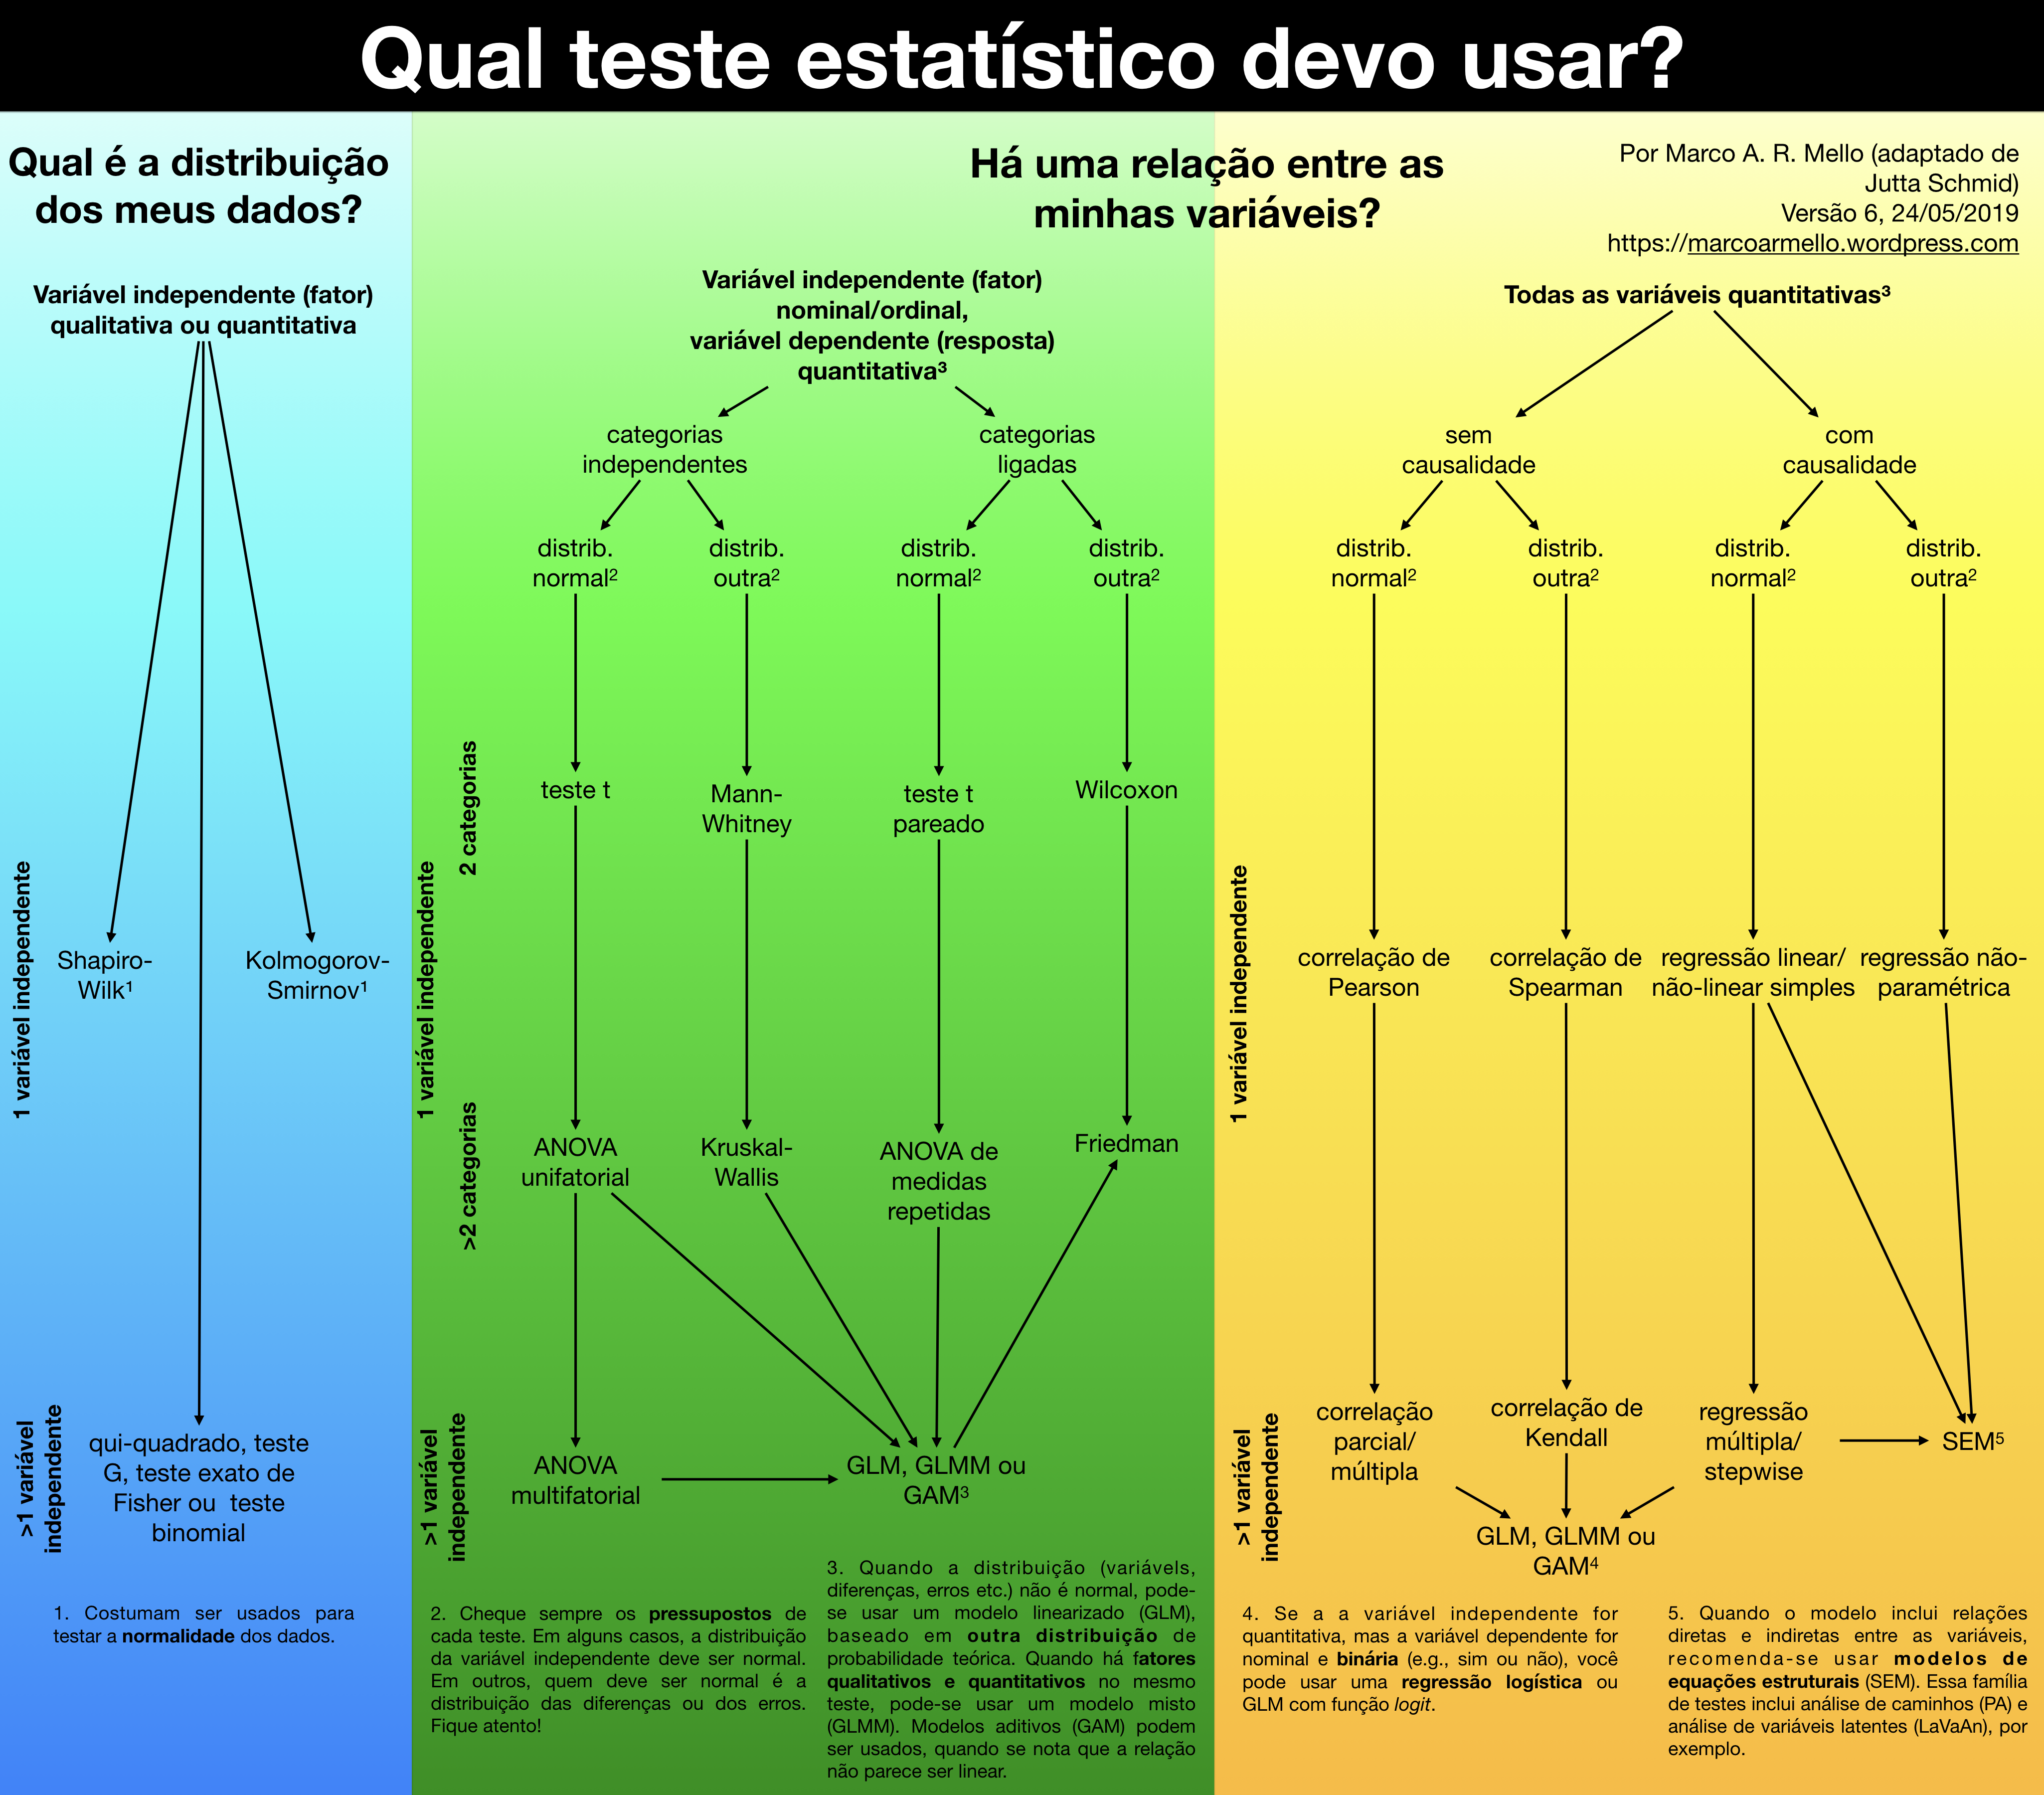 Qual teste estatístico devo usar?
Qual é a distribuição
dos meus dados?
Há uma relação entre as
minhas variáveis?
Por Marco A. R. Mello (adaptado de
Jutta Schmid)
Versão 6, 24/05/2019
https://marcoarmello.wordpress.com
Variável independente (fator)
qualitativa ou quantitativa
1 variável independente
Shapiro-
Wilk¹
Kolmogorov-
Smirnov¹
>1 variável
independente
qui-quadrado, teste
G, teste exato de
Fisher ou teste
binomial
1. Costumam ser usados para
testar a normalidade dos dados.
Variável independente (fator)
nominal/ordinal,
variável dependente (resposta)
quantitativa³
categorias
independentes
categorias
ligadas
distrib.
normal²
distrib.
outra²
distrib.
normal²
distrib.
outra²
1 variável independente
2 categorias
teste t
Mann-
Whitney
teste t
pareado
Wilcoxon
>2 categorias
ANOVA
unifatorial
Kruskal-
Wallis
ANOVA de
medidas
repetidas
Friedman
>1 variável
independente
ANOVA
multifatorial
GLM, GLMM ou
GAM³
2. Cheque sempre os pressupostos de
cada teste. Em alguns casos, a distribuição
da variável independente deve ser normal.
Em outros, quem deve ser normal é a
distribuição das diferenças ou dos erros.
Fique atento!
3. Quando a distribuição (variávels,
diferenças, erros etc.) não é normal, pode-
se usar um modelo linearizado (GLM),
baseado em outra distribuição de
probabilidade teórica. Quando há fatores
qualitativos e quantitativos no mesmo
teste, pode-se usar um modelo misto
(GLMM). Modelos aditivos (GAM) podem
ser usados, quando se nota que a relação
não parece ser linear.
Todas as variáveis quantitativas³
sem
causalidade
com
causalidade
distrib.
normal²
distrib.
outra²
distrib.
normal²
distrib.
outra²
1 variável independente
correlação de
Pearson
correlação de
Spearman
regressão linear/
não-linear simples
regressão não-
paramétrica
>1 variável
independente
correlação
parcial/
múltipla
correlação de
Kendall
regressão
múltipla/
stepwise
SEM⁵
GLM, GLMM ou
GAM⁴
4. Se a a variável independente for
quantitativa, mas a variável dependente for
nominal e binária (e.g., sim ou não), você
pode usar uma regressão logística ou
GLM com função logit.
5. Quando o modelo inclui relações
diretas e indiretas entre as variáveis,
recomenda-se usar modelos de
equações estruturais (SEM). Essa família
de testes inclui análise de caminhos (PA) e
análise de variáveis latentes (LaVaAn), por
exemplo.